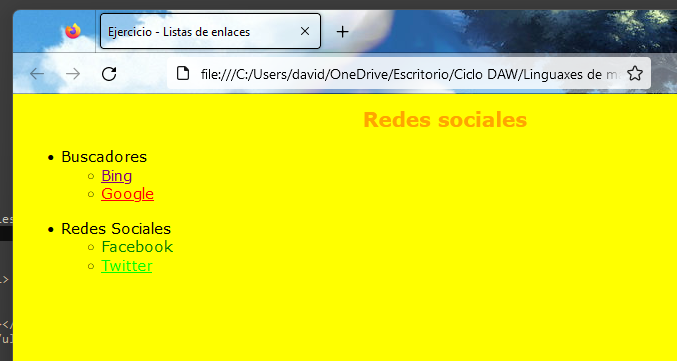 Ejercicio - Listas de enlaces
file:///C:/Users/david/OneDrive/Escritorio/Ciclo DAW/Linguaxes de m
Redes sociales
Buscadores
Bing
Google
Redes Sociales
Facebook
Twitter